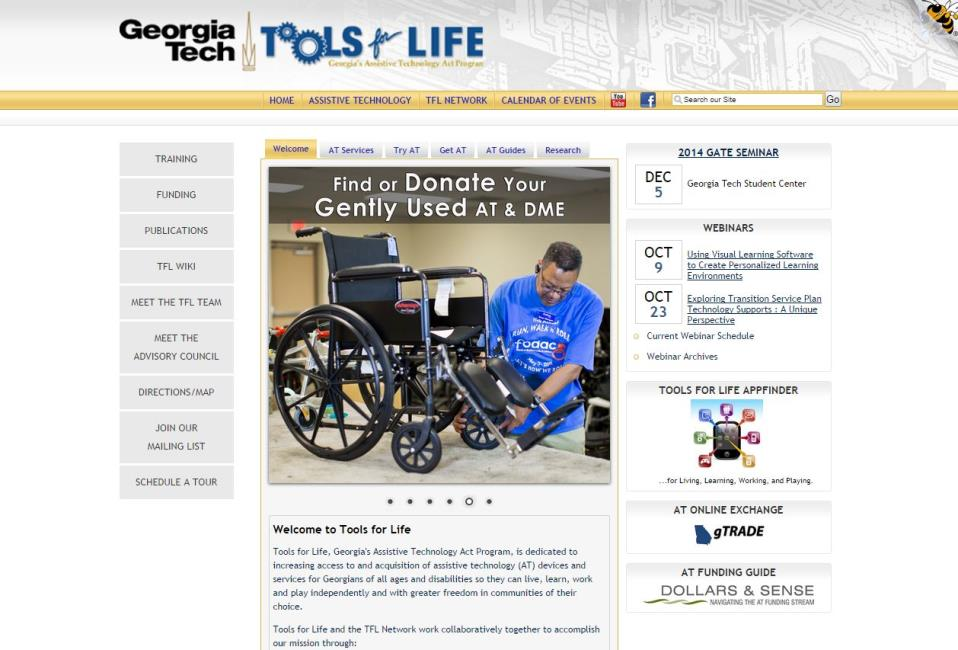 Georgia
Tech
TOOLS for LIFE
Georgia's Assistive Technology Act Program
HOME ASSISTIVE TECHNOLOGY TFL NETWORK CALENDAR OF EVENTS You Tube f Search our Site Go
TRAINING
FUNDING
PUBLICATIONS
TFL WIKI
MEET THE TFL TEAM
MEET THE
ADVISORY COUNCIL
DIRECTIONS/MAP
JOIN OUR
MAILING LIST
SCHEDULE A TOUR
Welcome AT Services Try AT Get AT AT Guides Research
Find or Donate Your
Gently Used AT & DME
RUN, WALK 'N' ROLL
fodac
Welcome to Tools for Life
Tools for Life, Georgia's Assistive Technology Act Program, is dedicated to
increasing access to and acquisition of assistive technology (AT) devices and
services for Georgians of all ages and disabilities so they can live, learn, work
and play independently and with greater freedom in communities of their
choice.
Tools for Life and the TFL Network work collaboratively together to accomplish
our mission through:
2014 GATE SEMINAR
DEC
5
Georgia Tech Student Center
WEBINARS
OCT
9
Using Visual Learning Software
to Create Personalized Learning
Environments
OCT
23
Exploring Transition Service Plan
Technology Supports : A Unique
Perspective
Current Webinar Schedule
Webinar Archives
TOOLS FOR LIFE APPFINDER
...for Living, Learning, Working, and Playing.
AT ONLINE EXCHANGE
gTRADE
AT FUNDING GUIDE
DOLLARS & SENSE
NAVIGATING THE AT FUNDING STREAM